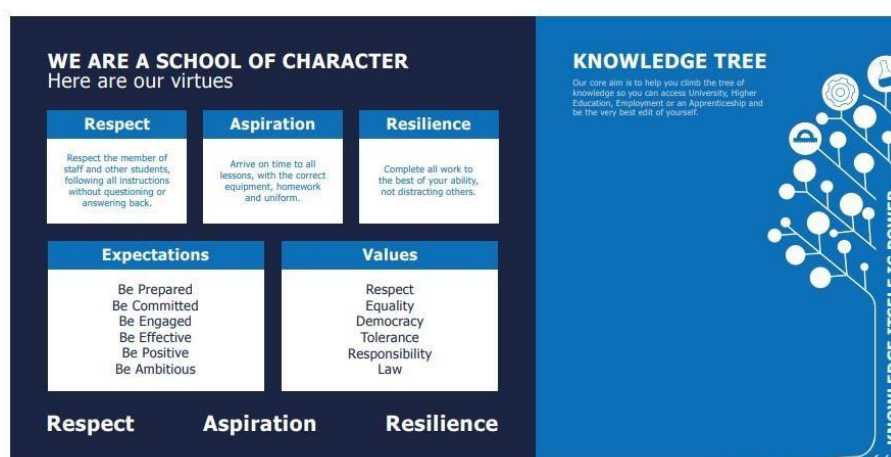 WE ARE A SCHOOL OF CHARACTER
Here are our virtues
Respect
Respect the member of
staff and other students,
following all instructions
without questioning or
answering back.
Aspiration
Arrive on time to all
lessons, with the correct
equipment, homework
and uniform.
Resilience
Complete all work to
the best of your ability,
not distracting others.
Expectations
Be Prepared
Be Committed
Be Engaged
Be Effective
Be Positive
Be Ambitious
Values
Respect
Equality
Democracy
Tolerance
Responsibility
Law
Respect Aspiration Resilience
KNOWLEDGE TREE
Our core aim is to help you climb the tree of
knowledge so you can access University, Higher
Education, Employment or an Apprenticeship and
be the very best edit of yourself.
KNOWLEDGE ITSELF IS POWER